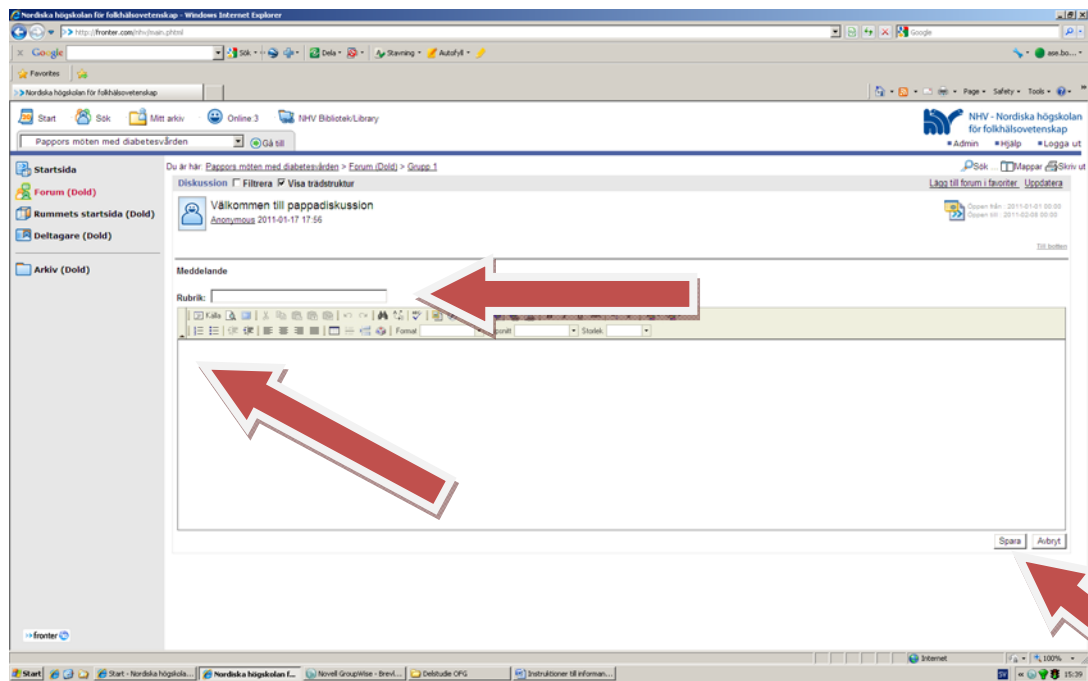 Nordiska högskolan för folkhälsovetenskap - Windows Internet Explorer
http://fronter.com/nhv/main.phtml
Google
Google
Sök
Dela
Stavning
Autofyll
ase.bo...
Favorites
Nordiska högskolan för folkhälsovetenskap
Page
Safety
Tools
Start
Sök
Mitt arkiv
Online:3
NHV Bibliotek/Library
NHV - Nordiska högskolan
för folkhälsovetenskap
Pappors möten med diabetesvården
Gå till
Admin
Hjälp
Logga ut
Startsida
Forum (Dold)
Rummets startsida (Dold)
Deltagare (Dold)
Arkiv (Dold)
Du är här: Pappors möten med diabetesvården > Forum (Dold) > Grupp 1
Sök
Mappar
Skriv ut
Diskussion
Filtrera
Visa trädstruktur
Lägg till forum i favoriter
Uppdatera
Välkommen till pappadiskussion
Anonymous 2011-01-17 17:56
Öppen från : 2011-01-01 00:00
Öppen till : 2011-02-08 00:00
Till botten
Meddelande
Rubrik:
Källa
Format
Storlek
Spara
Avbryt
fronter
Internet
100%
Start
Start - Nordiska högskola...
Nordiska högskolan f...
Novell GroupWise - Brevl...
Delstudie OFG
Instruktioner till informan...
SV
15:39